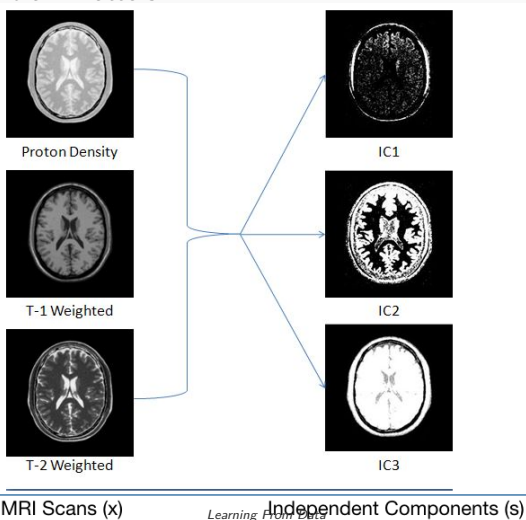 Proton Density
IC1
T-1 Weighted
IC2
T-2 Weighted
IC3
MRI Scans (x)
Learning From Data
Independent Components (s)